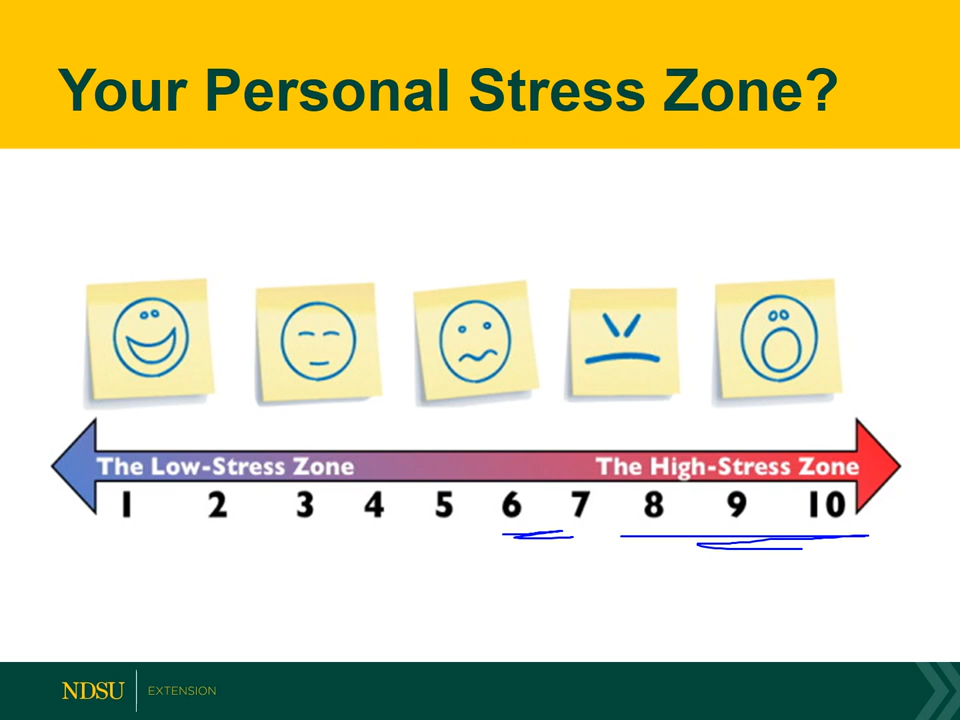 Your Personal Stress Zone?
The Low-Stress Zone The High-Stress Zone
1 2 3 4 5 6 7 8 9 10
NDSU EXTENSION